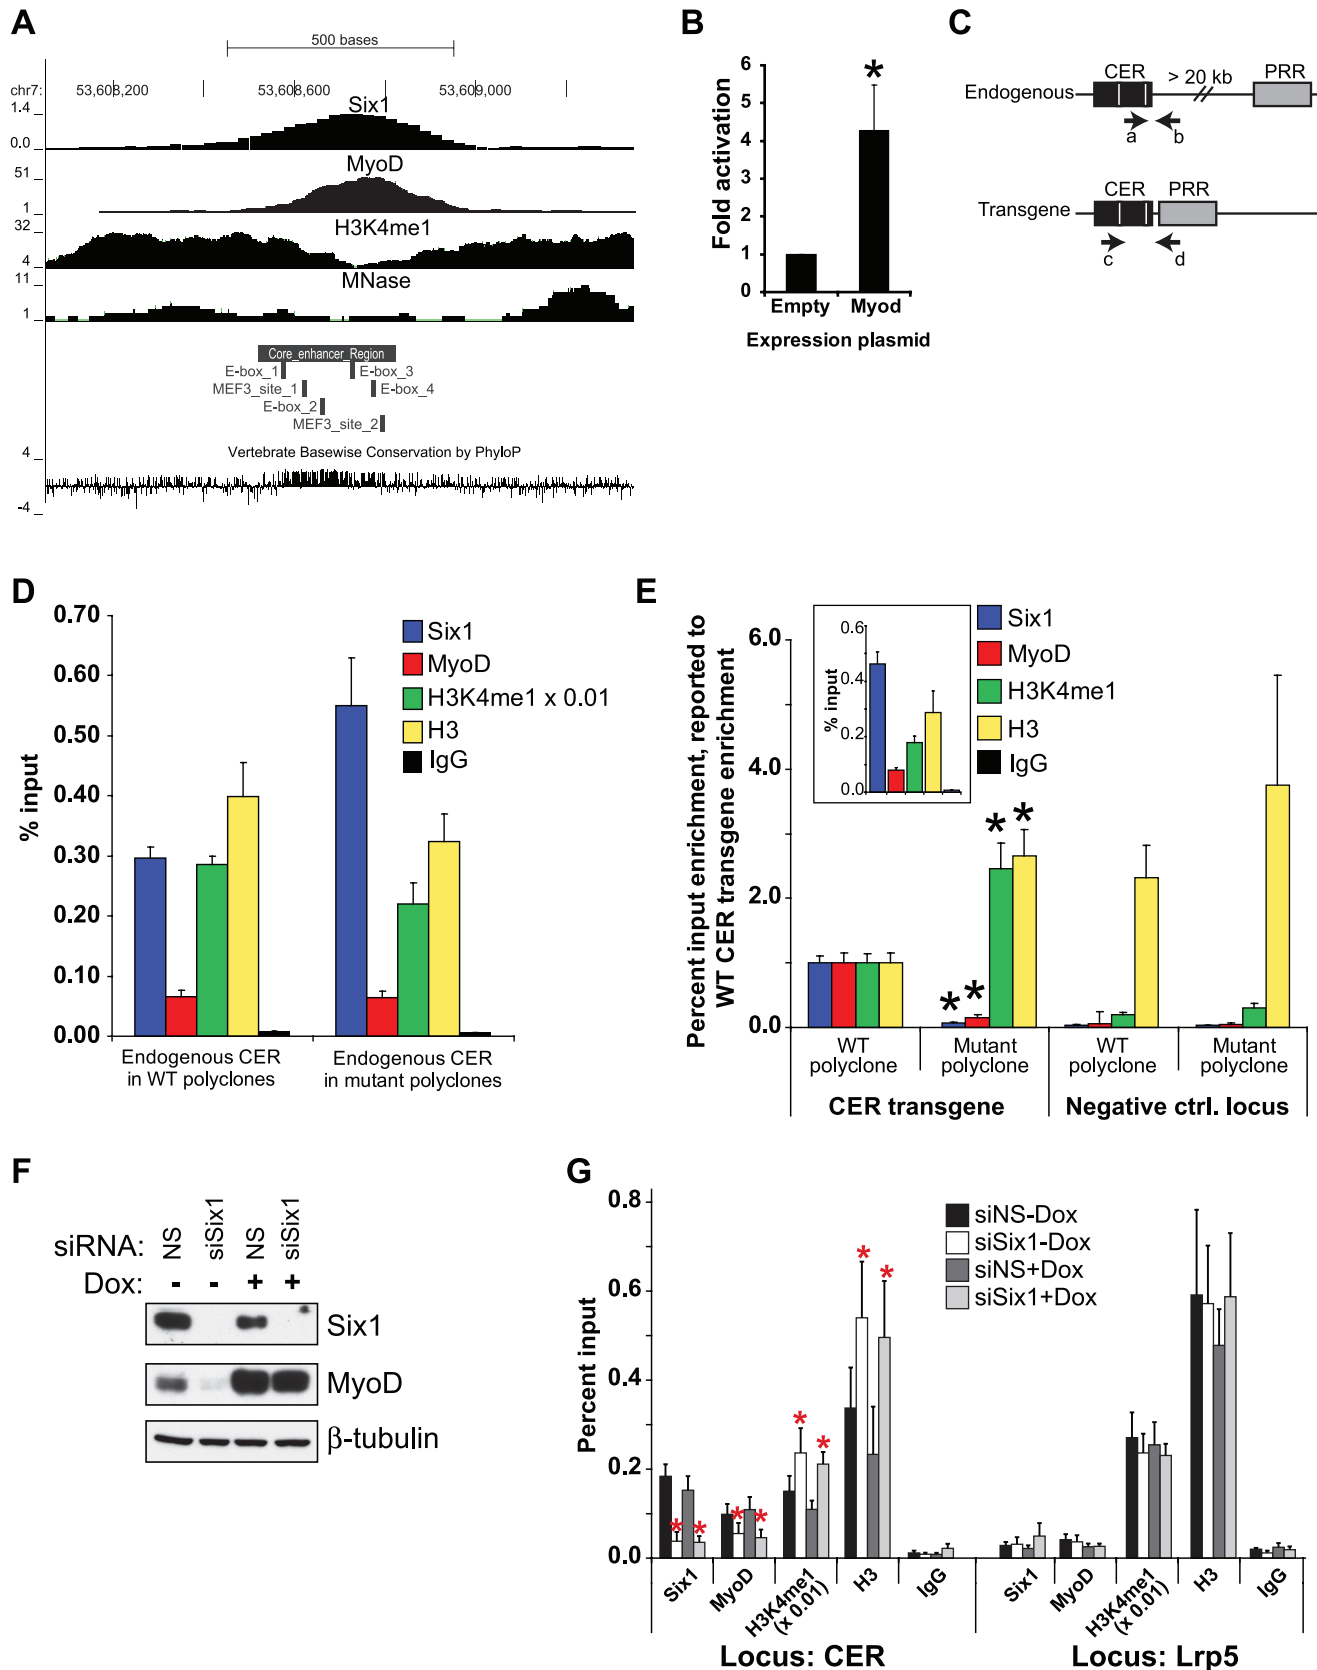 A
500 bases
chr7: 53,608,200 53,608,600 53,609,000
Six1
1.4
0.0
MyoD
51
1
H3K4me1
32
4
MNase
11
1
Core_enhancer_Region
E-box_1 E-box_3
MEF3_site_1 E-box_4
E-box_2
MEF3_site_2
Vertebrate Basewise Conservation by PhyloP
4
-4
B
Fold activation
6
5
4
3
2
1
0
*
Empty Myod
Expression plasmid
C
Endogenous CER > 20 kb PRR
a b
Transgene CER PRR
c d
D
% input
0.70
0.60
0.50
0.40
0.30
0.20
0.10
0.00
Six1
MyoD
H3K4me1 x 0.01
H3
IgG
Endogenous CER
in WT polyclones
Endogenous CER
in mutant polyclones
E
Percent input enrichment, reported to
WT CER transgene enrichment
6.0
4.0
2.0
0.0
% input
0.6
0.4
0.2
0.0
Six1
MyoD
H3K4me1
H3
IgG
* * * *
WT
polyclone
Mutant
polyclone
WT
polyclone
Mutant
polyclone
CER transgene Negative ctrl. locus
F
siRNA: NS siSix1 NS siSix1
Dox: - - + +
Six1
MyoD
β-tubulin
G
Percent input
0.8
0.6
0.4
0.2
0.0
siNS-Dox
siSix1-Dox
siNS+Dox
siSix1+Dox
* * * * * * * *
Six1 MyoD H3K4me1 (x 0.01) H3 IgG
Six1 MyoD H3K4me1 (x 0.01) H3 IgG
Locus: CER Locus: Lrp5